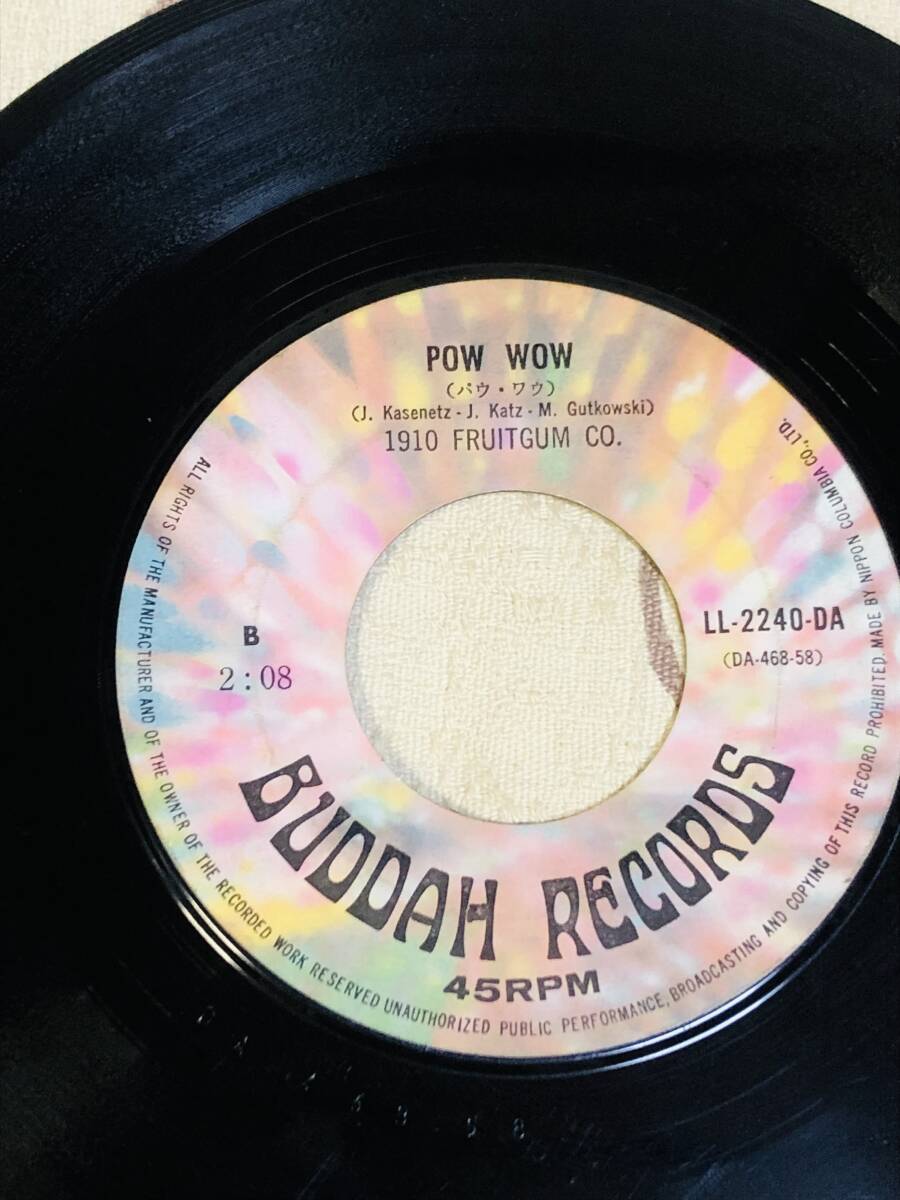 POW WOW
(パウ・ワウ)
(J. Kasenetz - J. Katz - M. Gutkowski)
1910 FRUITGUM CO.
B
2:08
LL-2240-DA
(DA-468-58)
BUDDAH RECORDS
45RPM
ALL RIGHTS OF THE MANUFACTURER AND OF THE OWNER OF THE RECORDED WORK RESERVED UNAUTHORIZED PUBLIC PERFORMANCE, BROADCASTING AND COPYING OF THIS RECORD PROHIBITED. MADE BY NIPPON COLUMBIA CO., LTD.